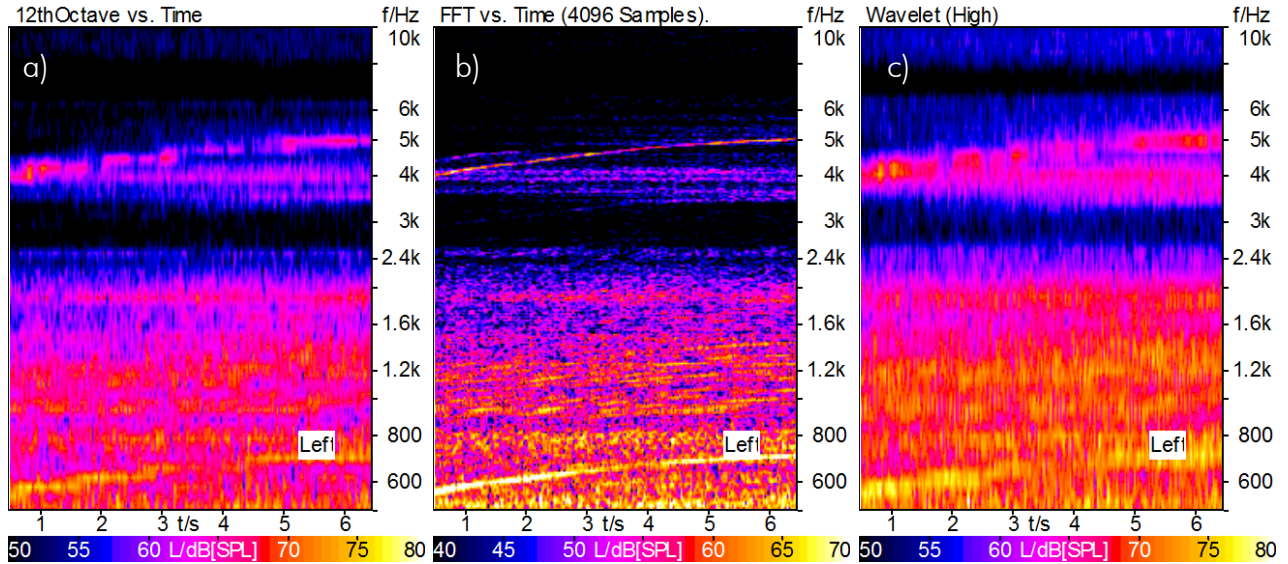 12thOctave vs. Time f/Hz
a)
10k
6k
5k
4k
3k
2.4k
1.6k
1.2k
800
600
Left
1 2 3 t/s 4 5 6
50 55 60 L/dB[SPL] 70 75 80
FFT vs. Time (4096 Samples). f/Hz
b)
10k
6k
5k
4k
3k
2.4k
1.6k
1.2k
800
600
Left
1 2 3 t/s 4 5 6
40 45 50 L/dB[SPL] 60 65 70
Wavelet (High) f/Hz
c)
10k
6k
5k
4k
3k
2.4k
1.6k
1.2k
800
600
Left
1 2 3 t/s 4 5 6
50 55 60 L/dB[SPL] 70 75 80